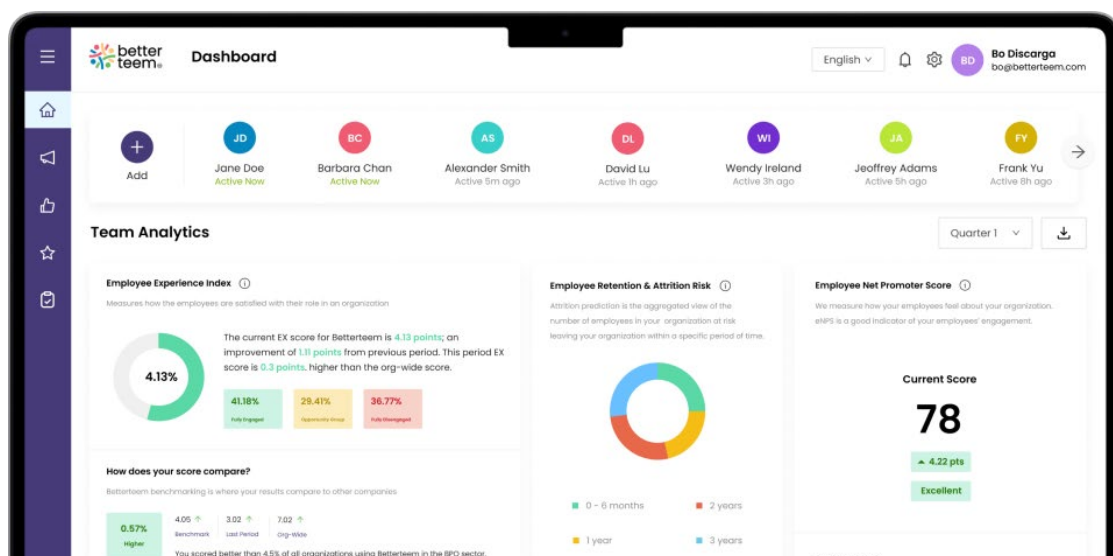 better
teem
Dashboard
English
BD
Bo Discarga
bo@betterteem.com
Add
JD
Jane Doe
Active Now
BC
Barbara Chan
Active Now
AS
Alexander Smith
Active 5m ago
DL
David Lu
Active 1h ago
WI
Wendy Ireland
Active 3h ago
JA
Jeoffrey Adams
Active 5h ago
FY
Frank Yu
Active 8h ago
Team Analytics
Quarter 1
Employee Experience Index
Measures how the employees are satisfied with their role in an organization
4.13%
The current EX score for Betterteem is 4.13 points; an
improvement of 1.11 points from previous period. This period EX
score is 0.3 points. higher than the org-wide score.
41.18%
Fully Engaged
29.41%
Opportunity Group
36.77%
Fully Disengaged
How does your score compare?
Betterteem benchmarking is where your results compare to other companies
0.57%
Higher
4.05
Benchmark
3.02
Last Period
7.02
Org-Wide
You scored better than 4.5% of all organizations using Betterteem in the BPO sector.
Employee Retention & Attrition Risk
Attrition prediction is the aggregated view of the
number of employees in your organization at risk
leaving your organization within a specific period of time.
0 - 6 months
2 years
1 year
3 years
Employee Net Promoter Score
We measure how your employees feel about your organization.
eNPS is a good indicator of your employees' engagement.
Current Score
78
4.22 pts
Excellent